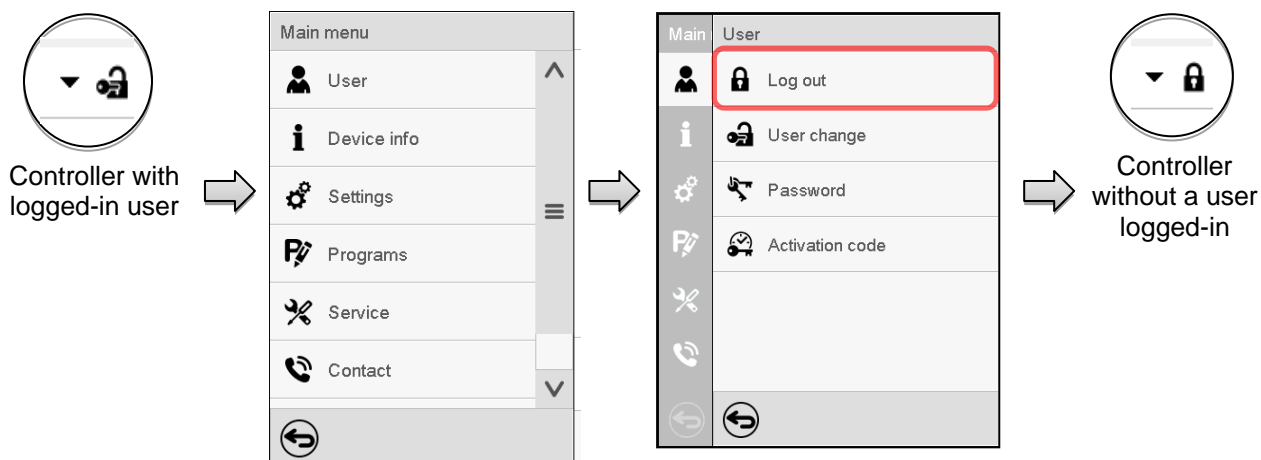 Controller with
logged-in user
Main menu
User
Device info
Settings
Programs
Service
Contact
Main
User
Log out
User change
Password
Activation code
Controller
without a user
logged-in